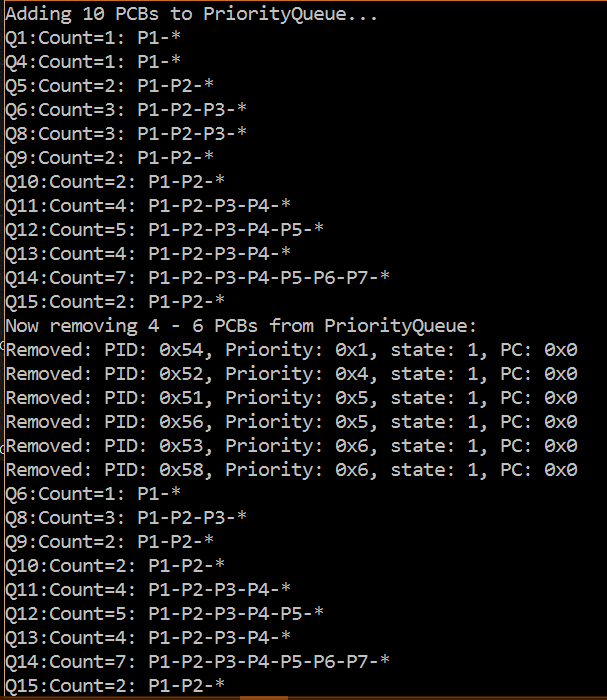 Adding 10 PCBs to PriorityQueue...
Q1:Count=1: P1-*
Q4:Count=1: P1-*
Q5:Count=2: P1-P2-*
Q6:Count=3: P1-P2-P3-*
Q8:Count=3: P1-P2-P3-*
Q9:Count=2: P1-P2-*
Q10:Count=2: P1-P2-*
Q11:Count=4: P1-P2-P3-P4-*
Q12:Count=5: P1-P2-P3-P4-P5-*
Q13:Count=4: P1-P2-P3-P4-*
Q14:Count=7: P1-P2-P3-P4-P5-P6-P7-*
Q15:Count=2: P1-P2-*
Now removing 4 - 6 PCBs from PriorityQueue:
Removed: PID: 0x54, Priority: 0x1, state: 1, PC: 0x0
Removed: PID: 0x52, Priority: 0x4, state: 1, PC: 0x0
Removed: PID: 0x51, Priority: 0x5, state: 1, PC: 0x0
Removed: PID: 0x56, Priority: 0x5, state: 1, PC: 0x0
Removed: PID: 0x53, Priority: 0x6, state: 1, PC: 0x0
Removed: PID: 0x58, Priority: 0x6, state: 1, PC: 0x0
Q6:Count=1: P1-*
Q8:Count=3: P1-P2-P3-*
Q9:Count=2: P1-P2-*
Q10:Count=2: P1-P2-*
Q11:Count=4: P1-P2-P3-P4-*
Q12:Count=5: P1-P2-P3-P4-P5-*
Q13:Count=4: P1-P2-P3-P4-*
Q14:Count=7: P1-P2-P3-P4-P5-P6-P7-*
Q15:Count=2: P1-P2-*